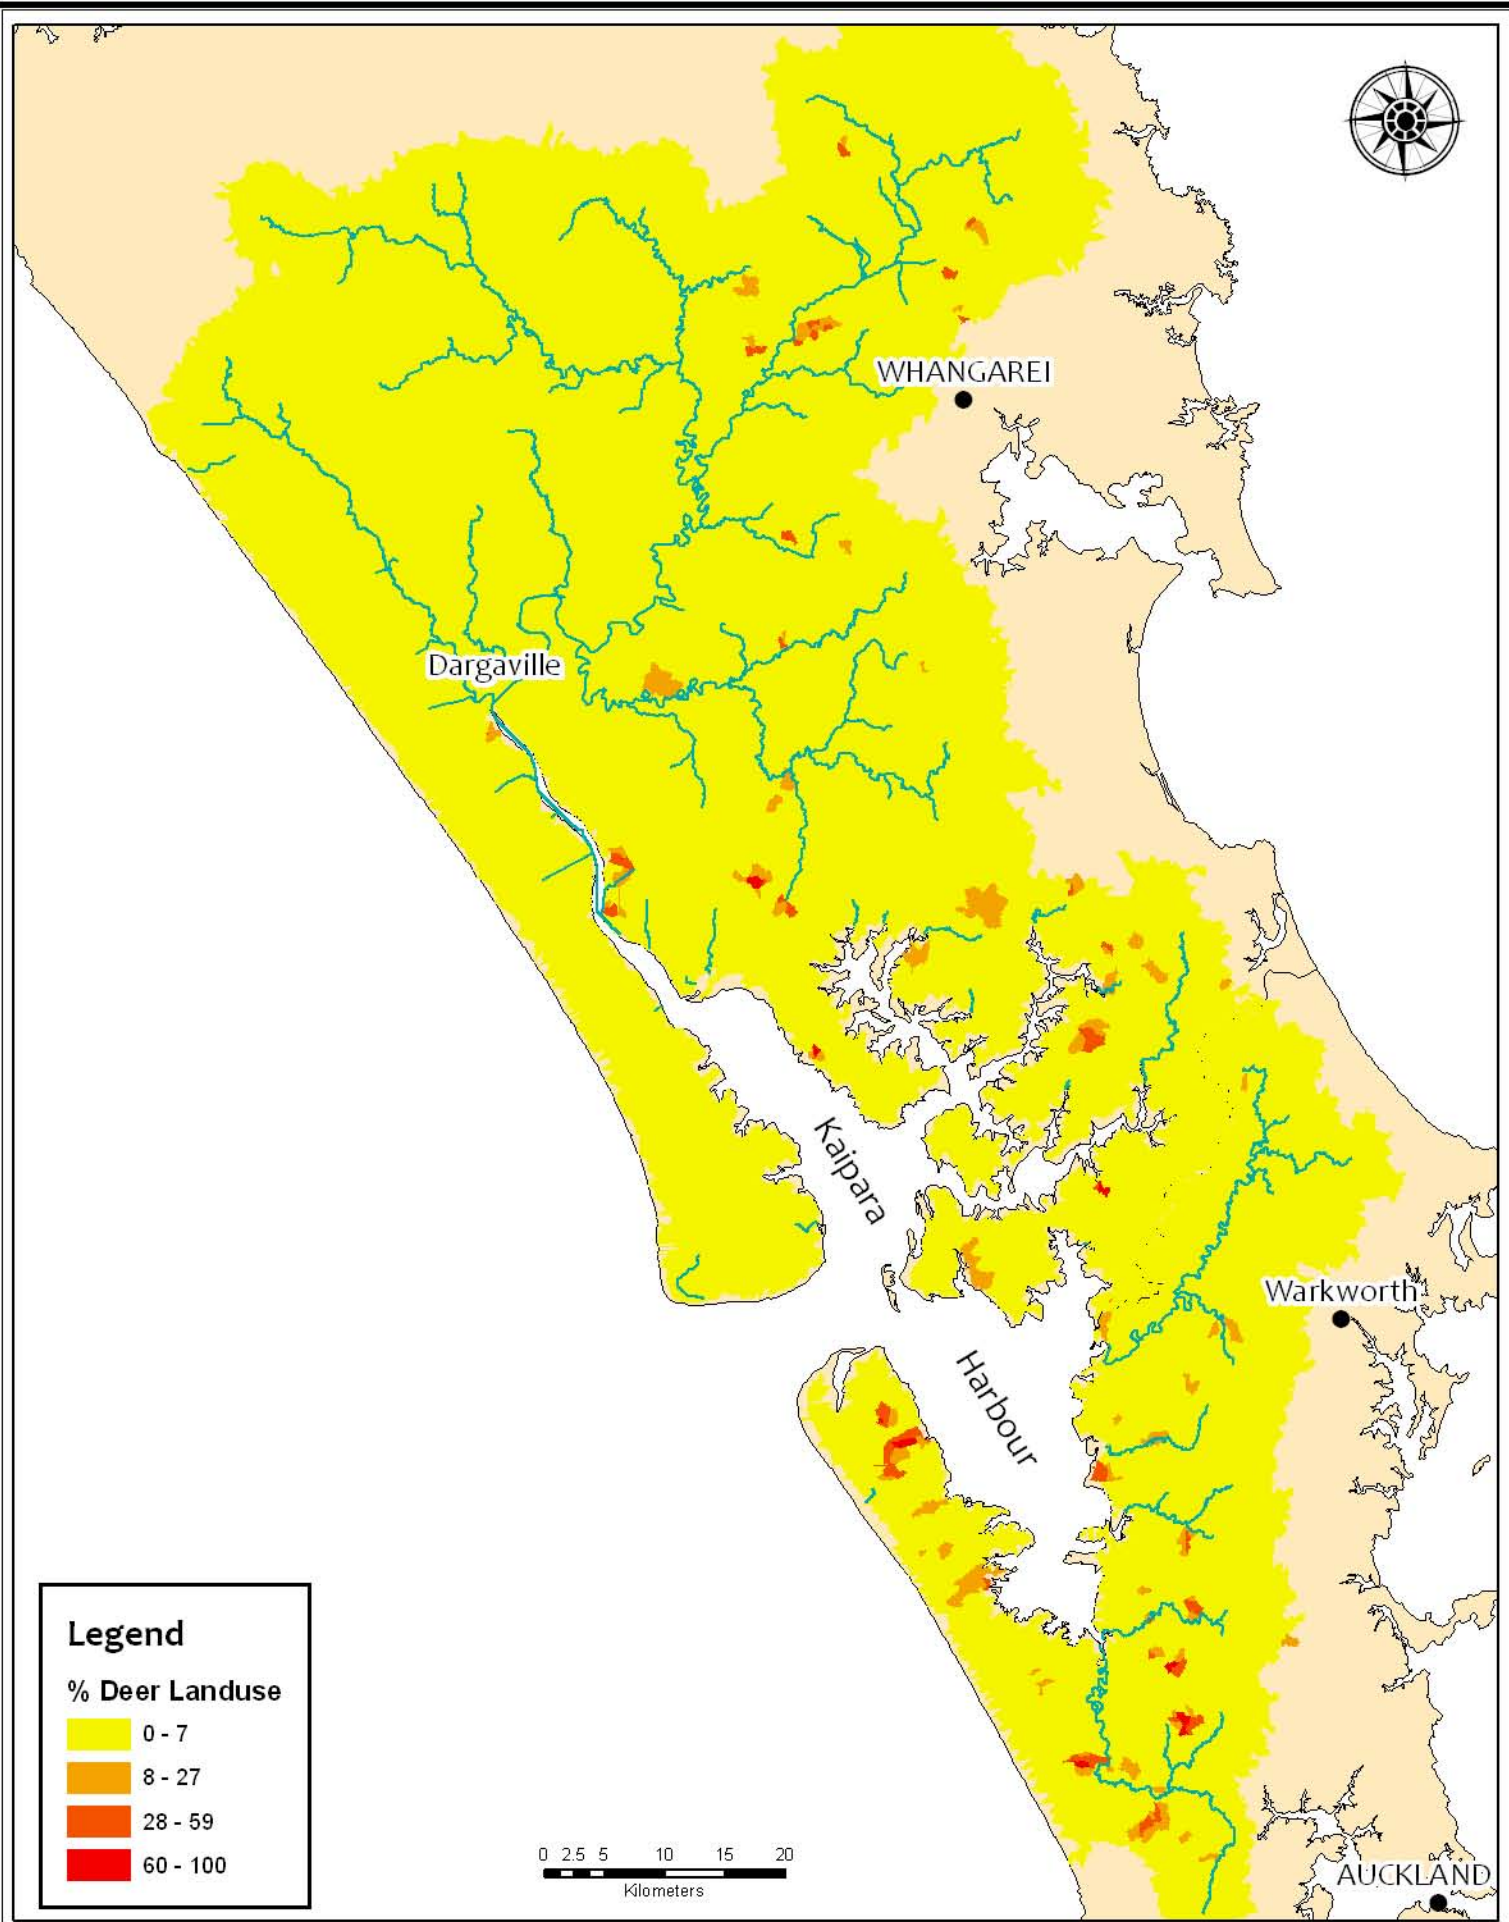 WHANGAREI
Dargaville
Kaipara
Warkworth
Harbour
Legend
% Deer Landuse
0 - 7
8 - 27
28 - 59
60 - 100
0 2.5 5 10 15 20
Kilometers
AUCKLAND